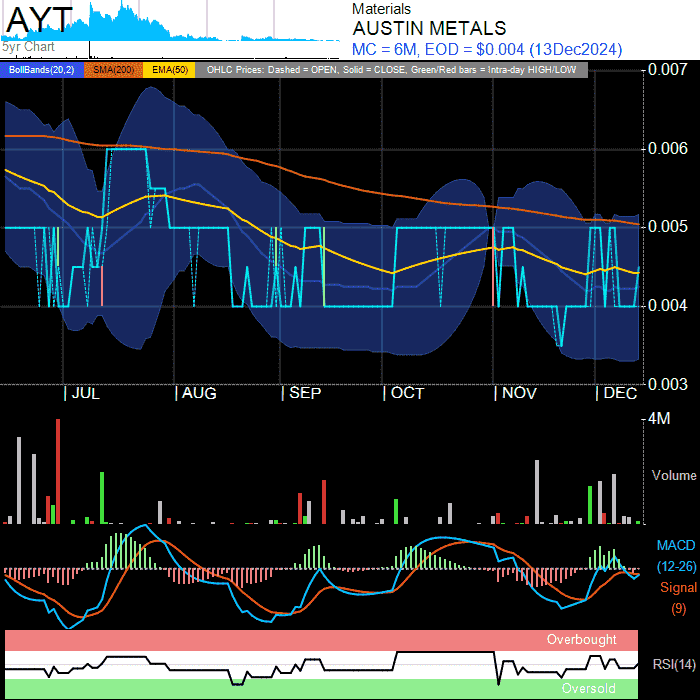 AYT
5yr Chart
Materials
AUSTIN METALS
MC = 6M, EOD = $0.004 (13Dec2024)
BollBands(20,2) SMA(200) EMA(50) OHLC Prices: Dashed = OPEN, Solid = CLOSE, Green/Red bars = Intra-day HIGH/LOW
0.007
0.006
0.005
0.004
0.003
JUL AUG SEP OCT NOV DEC
4M
Volume
MACD
(12-26)
Signal
(9)
Overbought
RSI(14)
Oversold